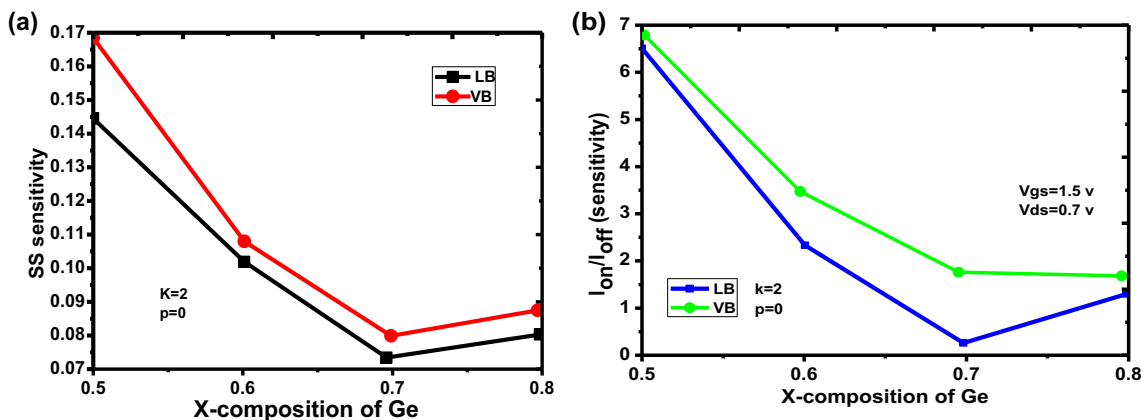 (a)
SS sensitivity
0.17
0.16
0.15
0.14
0.13
0.12
0.11
0.10
0.09
0.08
0.07
LB
VB
K=2
p=0
0.5 0.6 0.7 0.8
X-composition of Ge
(b)
Ion/Ioff (sensitivity)
7
6
5
4
3
2
1
0
Vgs=1.5 v
Vds=0.7 v
LB
VB
k=2
p=0
0.5 0.6 0.7 0.8
X-composition of Ge